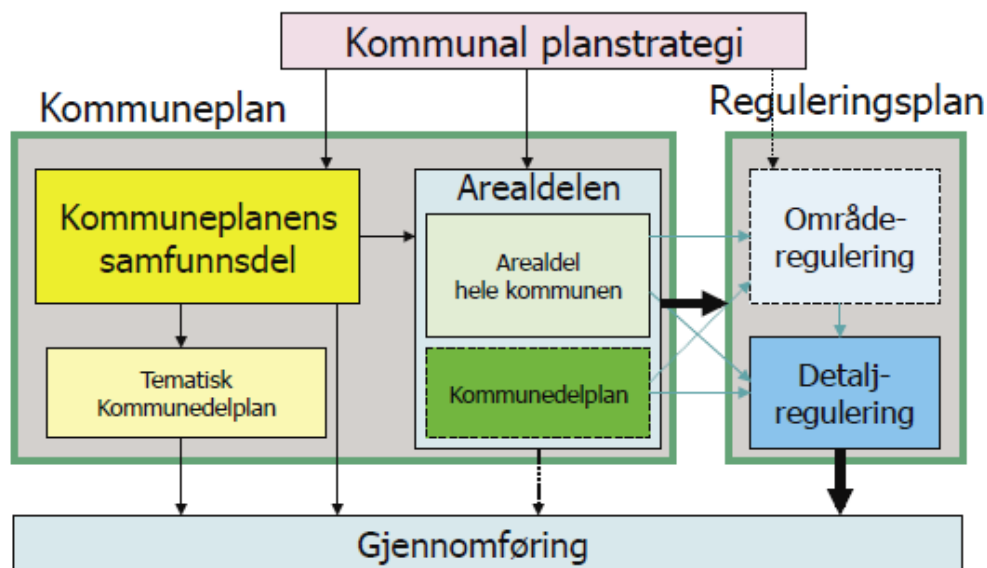 Kommunal planstrategi
Kommuneplan
Reguleringsplan
Kommuneplanens
samfunnsdel
Arealdelen
Arealdel
hele kommunen
Område-
regulering
Tematisk
Kommunedelplan
Kommunedelplan
Detalj-
regulering
Gjennomføring